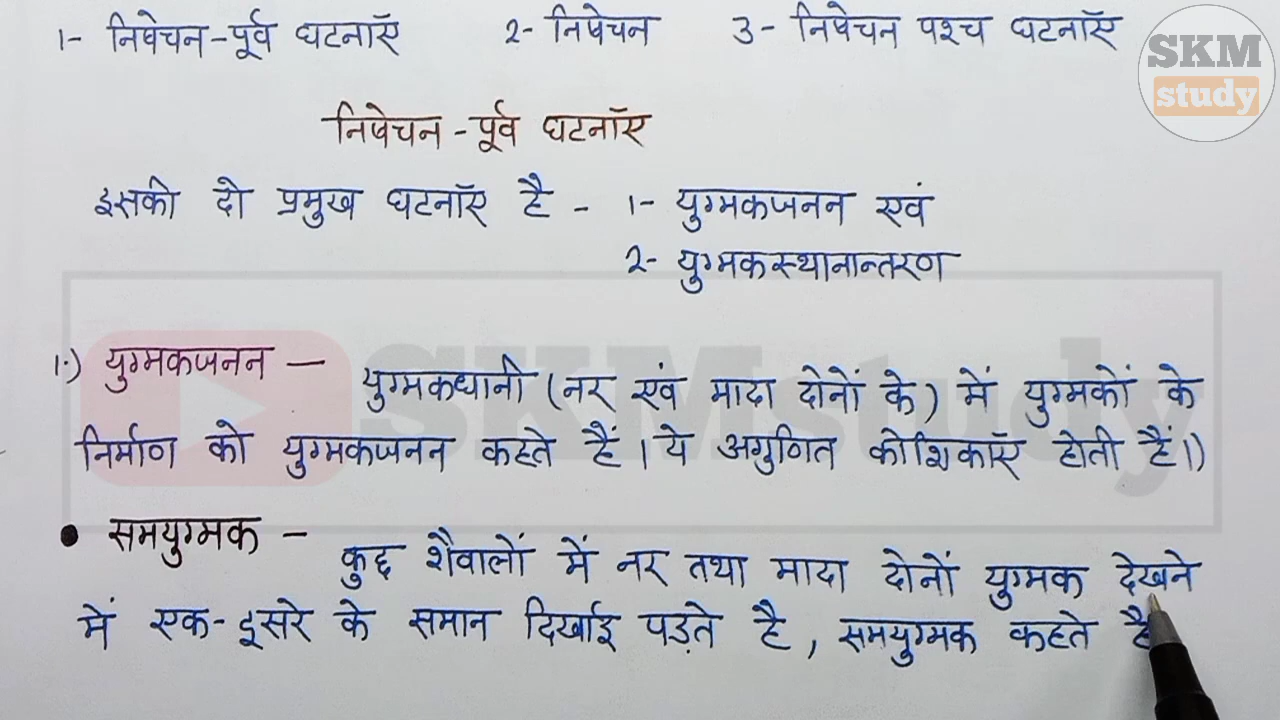 1- निषेचन-पूर्व घटनाॅए 2- निषेचन 3- निषेचन पश्च घटनाॅए
SKM
study
निषेचन-पूर्व घटनाॅए
इसकी दो प्रमुख घटनाॅए है - 1- युग्मकजनन एवं
2- युग्मकस्थानान्तरण
1.) युग्मकजनन —
युग्मकधानी (नर एंव मादा दोनों के) में युग्मकों के
निर्माण को युग्मकजनन कहते हैं । ये अगुणित कोशिकाॅए होती हैं।)
SKMstudy
• समयुग्मक —
कुछ शैवालों में नर तथा मादा दोनों युग्मक देखने
में एक-दूसरे के समान दिखाई पड़ते है , समयुग्मक कहते है